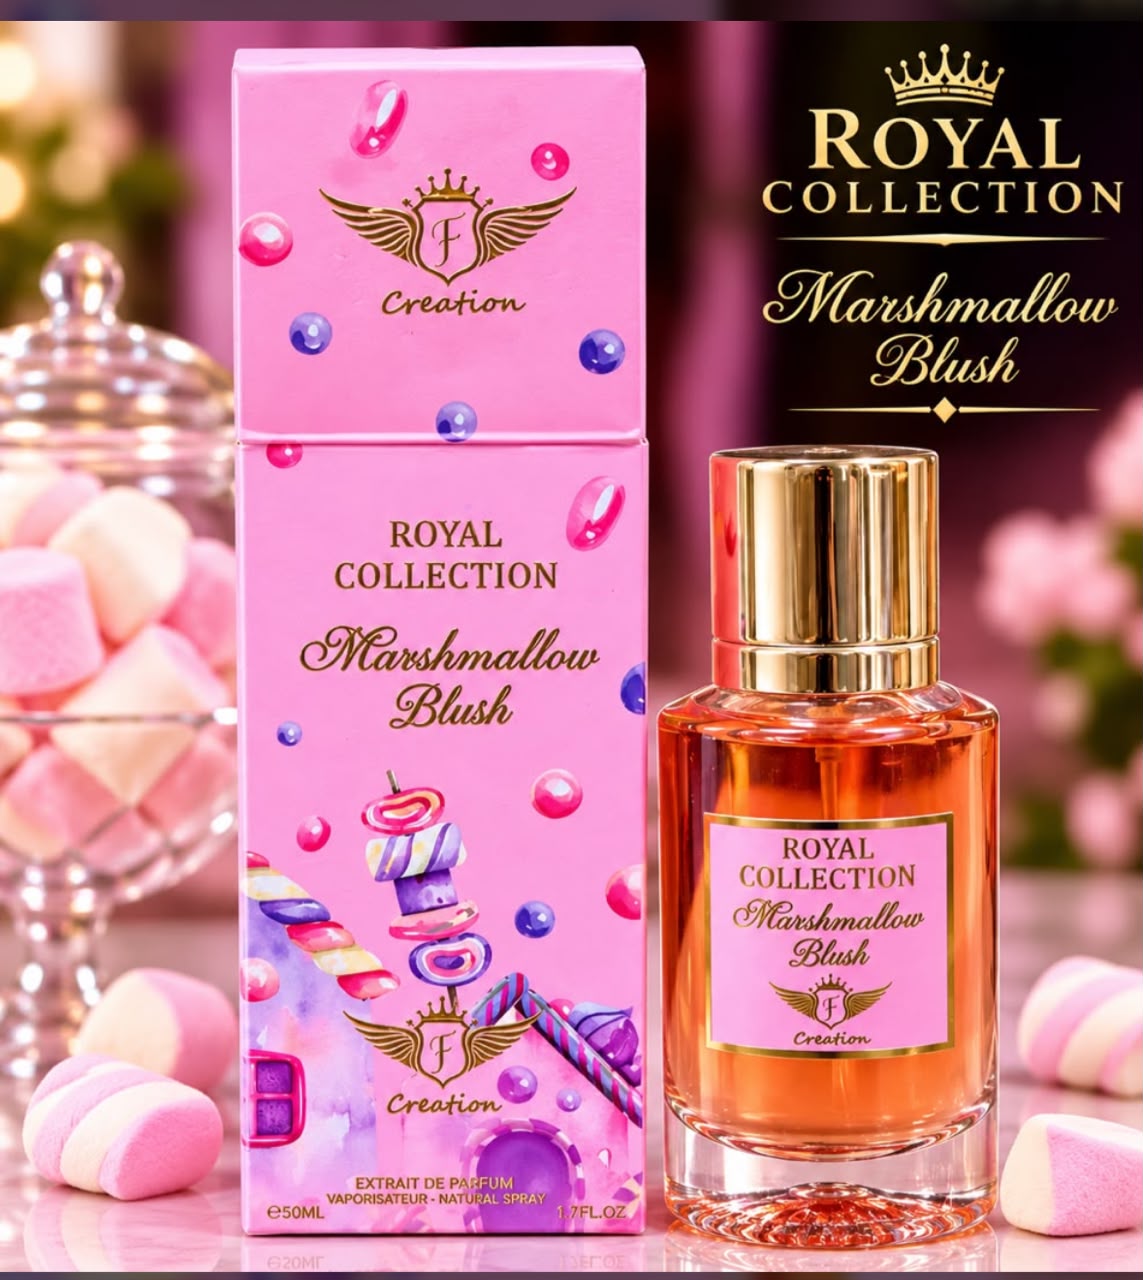 F
Creation
ROYAL
COLLECTION
Marshmallow
Blush
F
Creation
EXTRAIT DE PARFUM
VAPORISATEUR - NATURAL SPRAY
℮50ML 1.7FL.OZ
ROYAL
COLLECTION
Marshmallow
Blush
ROYAL
COLLECTION
Marshmallow
Blush
F
Creation